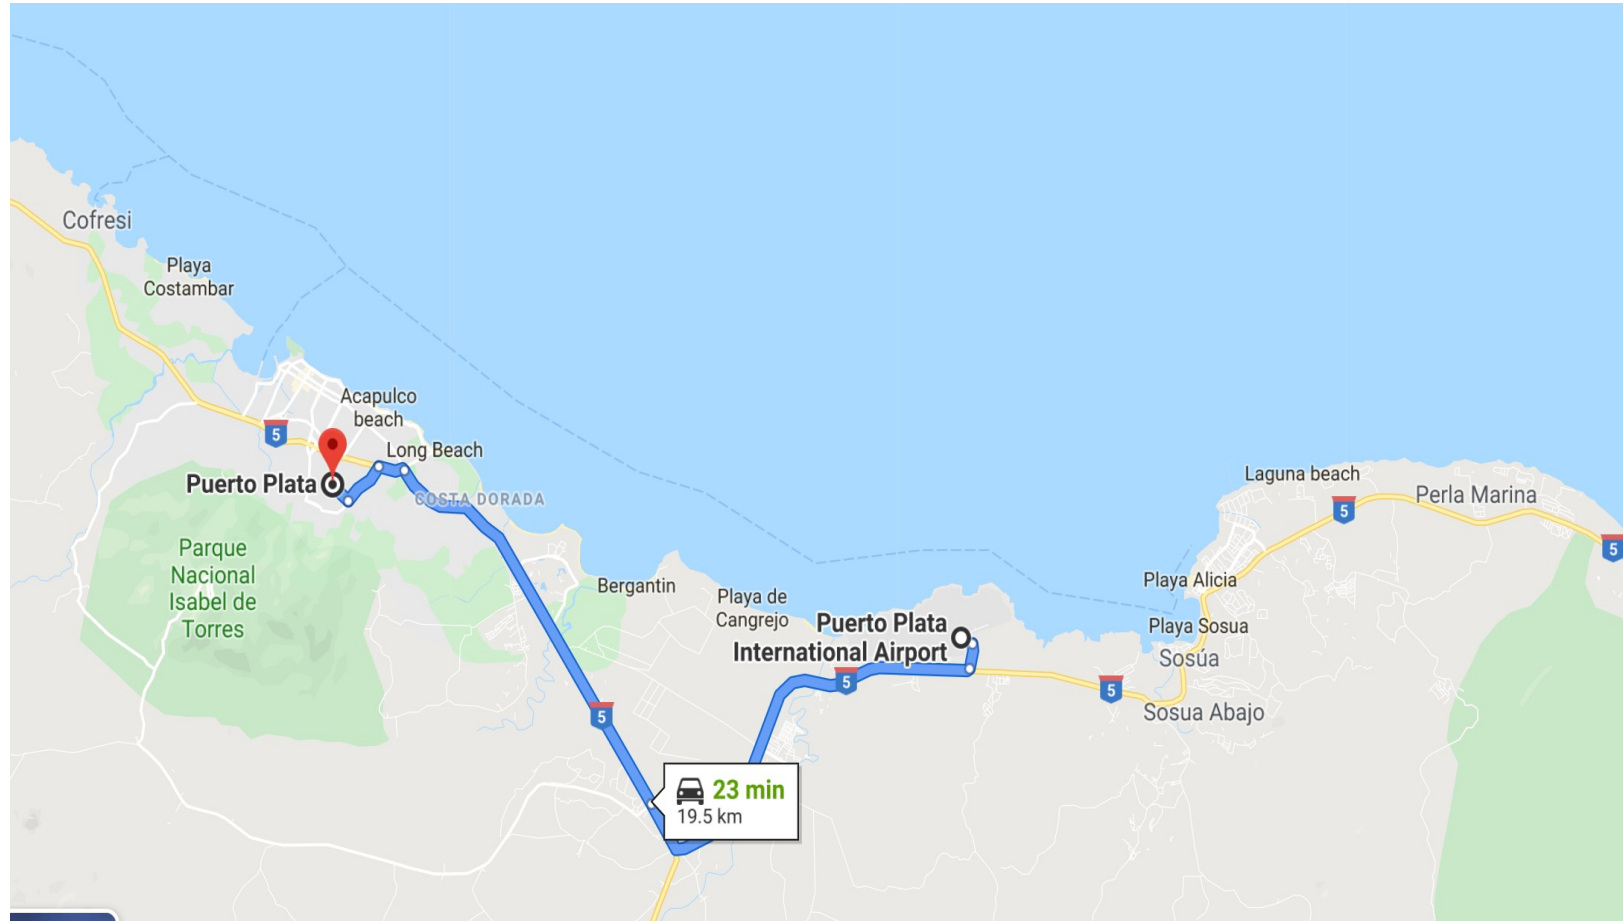 Cofresi
Playa
Costambar
Acapulco
beach
5
Long Beach
Puerto Plata
COSTA DORADA
Laguna beach
Perla Marina
5
5
Parque
Nacional
Isabel de
Torres
Bergantin
Playa de
Cangrejo
Playa Alicia
Puerto Plata
International Airport
Playa Sosua
Sosúa
5
5
5
Sosua Abajo
23 min
19.5 km